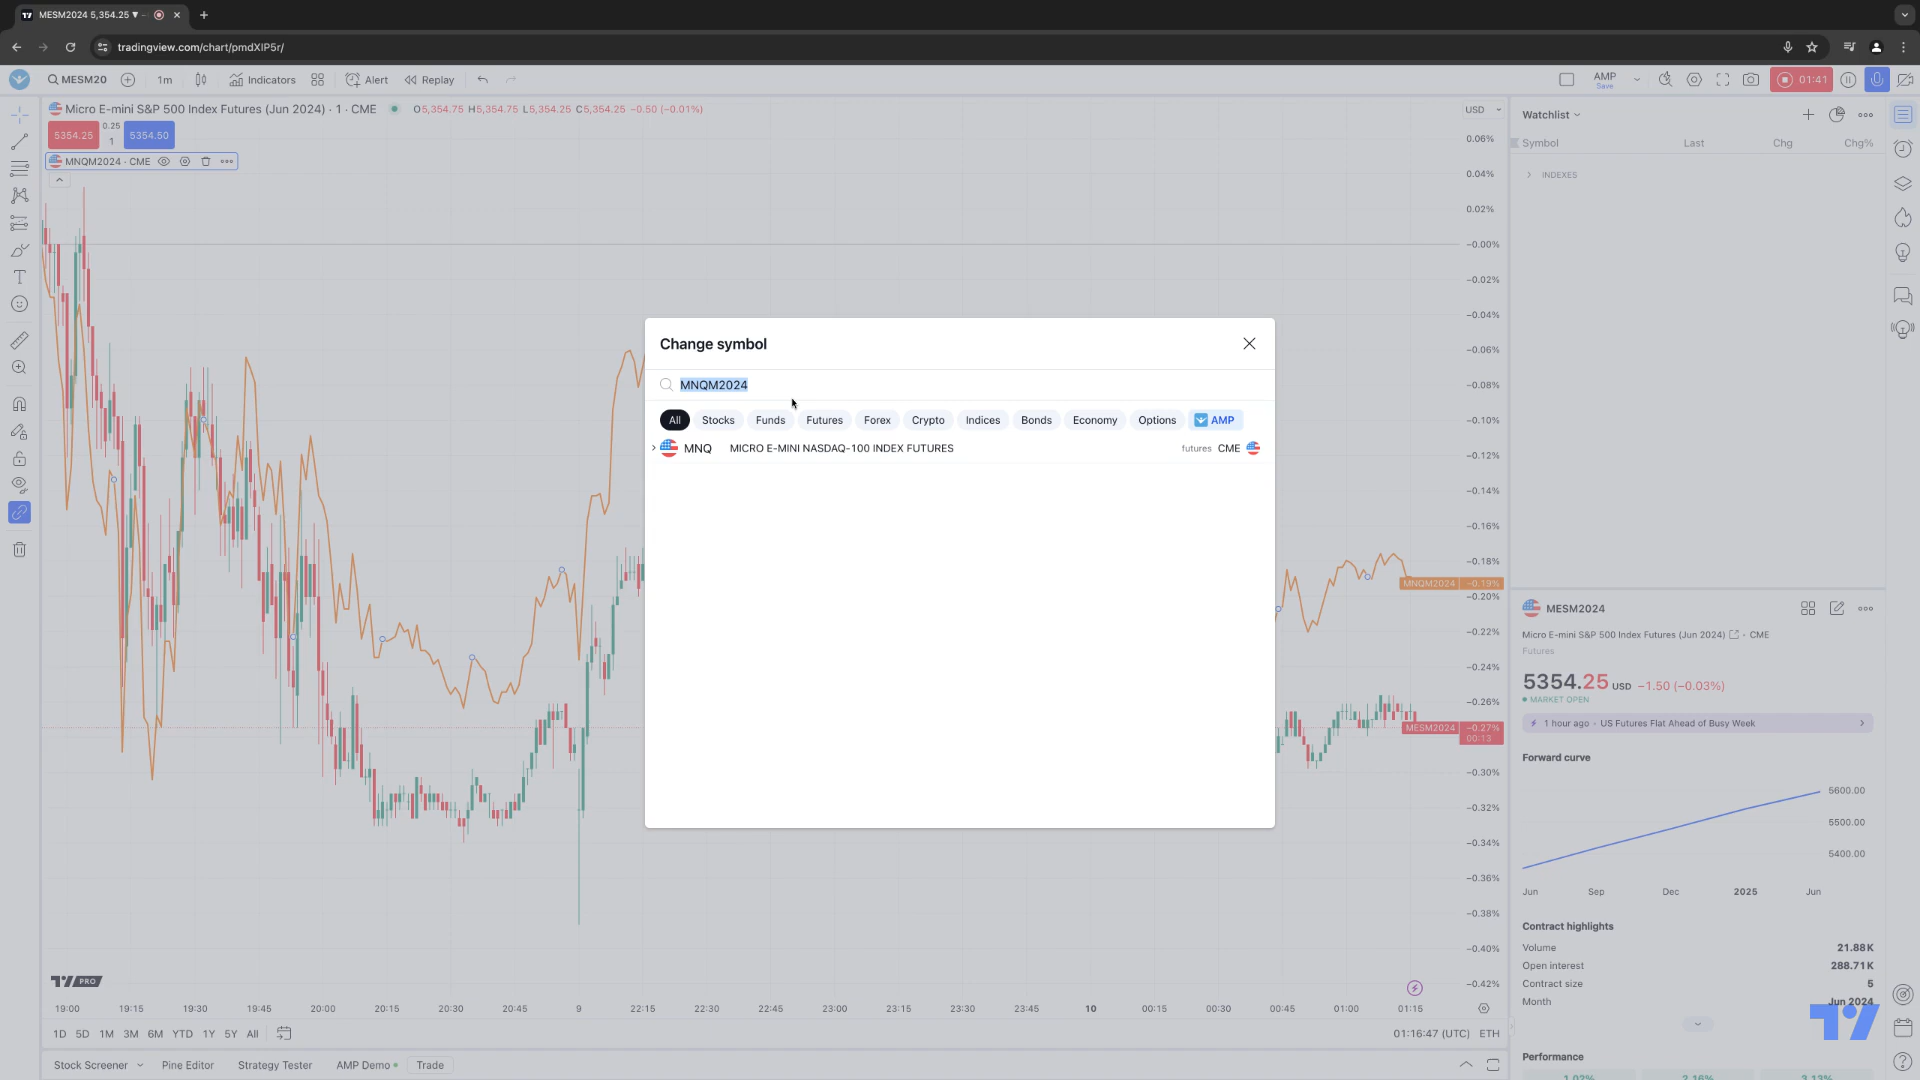 MESM2024 5,354.25 ▼ -
tradingview.com/chart/pmdXIP5r/
MESM20
1m
Indicators
Alert
Replay
AMP
Save
01:41
Micro E-mini S&P 500 Index Futures (Jun 2024) · 1 · CME
O5,354.75 H5,354.75 L5,354.25 C5,354.25 −0.50 (−0.01%)
USD
5354.25
0.25
1
5354.50
MNQM2024 · CME
0.06%
0.04%
0.02%
−0.00%
−0.02%
−0.04%
−0.06%
−0.08%
−0.10%
−0.12%
−0.14%
−0.16%
−0.18%
MNQM2024 −0.19%
−0.20%
−0.22%
−0.24%
−0.26%
MESM2024 −0.27%
00:13
−0.30%
−0.32%
−0.34%
−0.36%
−0.38%
−0.40%
−0.42%
Change symbol
MNQM2024
All Stocks Funds Futures Forex Crypto Indices Bonds Economy Options AMP
MNQ MICRO E-MINI NASDAQ-100 INDEX FUTURES futures CME
PRO
19:00 19:15 19:30 19:45 20:00 20:15 20:30 20:45 9 22:15 22:30 22:45 23:00 23:15 23:30 23:45 10 00:15 00:30 00:45 01:00 01:15
1D 5D 1M 3M 6M YTD 1Y 5Y All
01:16:47 (UTC) ETH
Stock Screener Pine Editor Strategy Tester AMP Demo Trade
Watchlist
Symbol Last Chg Chg%
INDEXES
MESM2024
Micro E-mini S&P 500 Index Futures (Jun 2024) · CME
Futures
5354.25 USD −1.50 (−0.03%)
MARKET OPEN
1 hour ago · US Futures Flat Ahead of Busy Week
Forward curve
5600.00
5500.00
5400.00
Jun Sep Dec 2025 Jun
Contract highlights
Volume 21.88K
Open interest 288.71K
Contract size 5
Month Jun 2024
Performance
1.02% 2.16% 3.13%